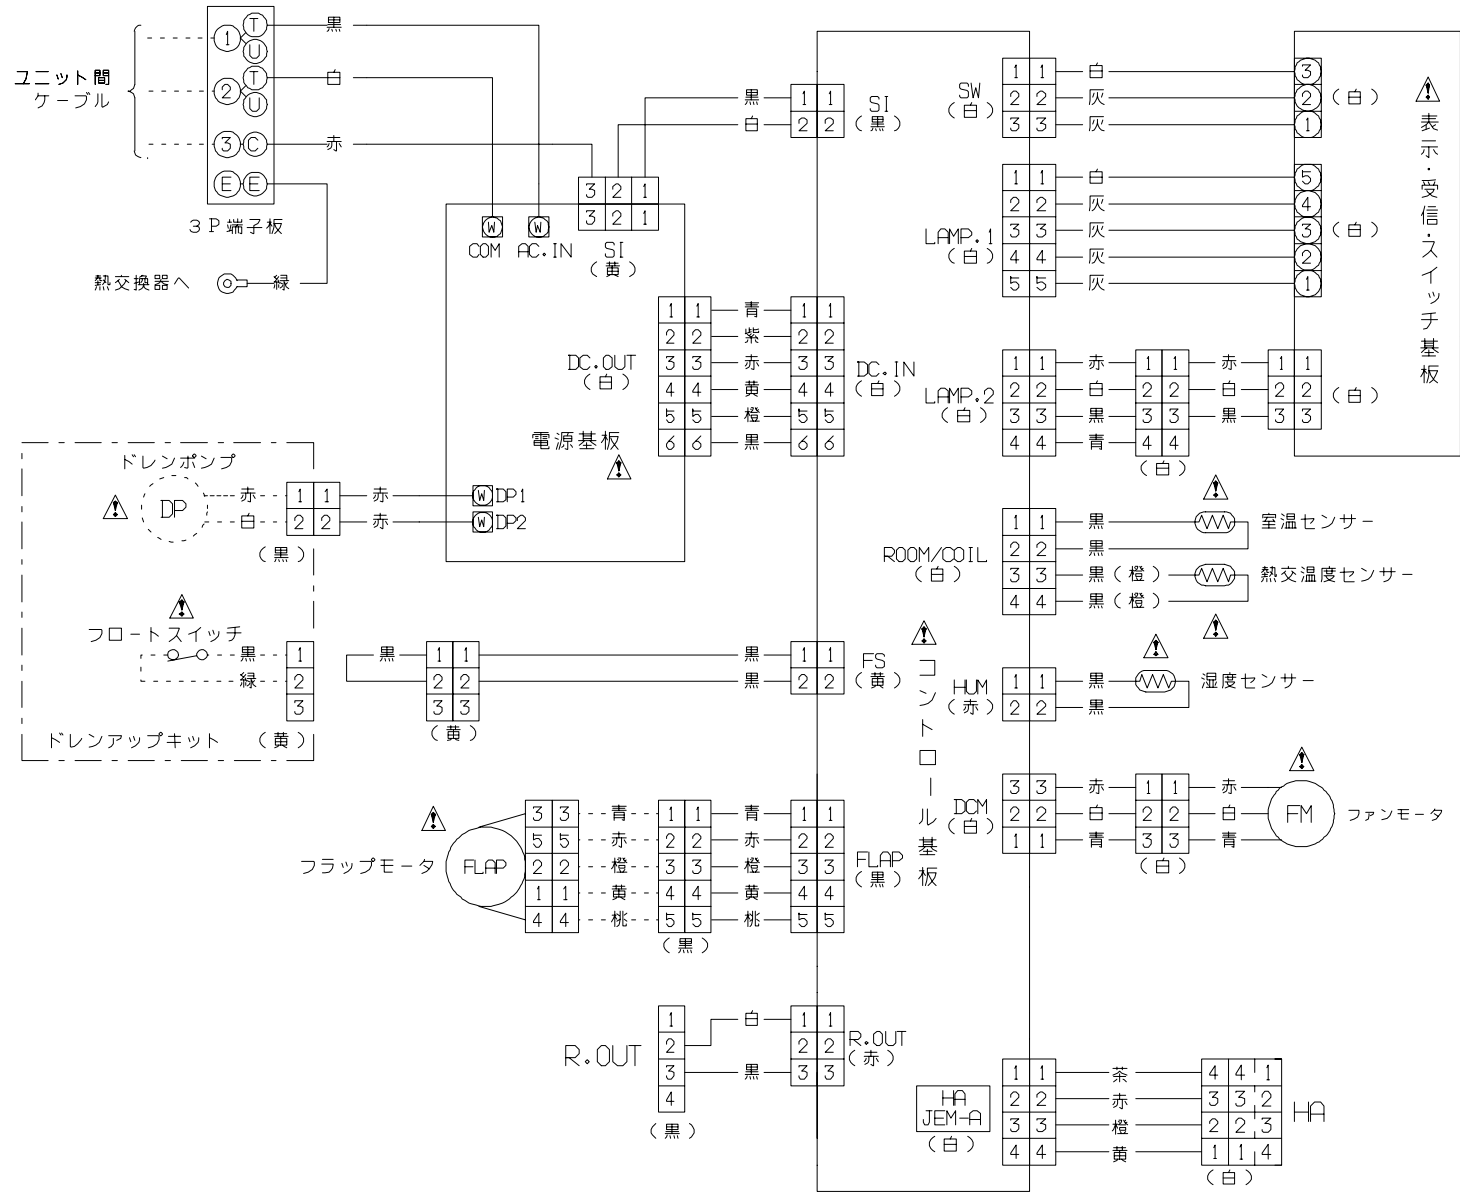 ユニット間
ケーブル
1 T U
2 T U
3 C
E E
3P端子板
黒
白
赤
熱交換器へ 緑
W COM
W AC.IN
3 2 1
3 2 1
SI
(黄)
黒 1 1
白 2 2
SI
(黒)
電源基板
DC.OUT
(白)
1 1 青 1 1
2 2 紫 2 2
3 3 赤 3 3
4 4 黄 4 4
5 5 橙 5 5
6 6 黒 6 6
DC.IN
(白)
ドレンポンプ
DP
赤 1 1 赤 W DP1
白 2 2 赤 W DP2
(黒)
フロートスイッチ
黒 1
緑 2
3
ドレンアップキット (黄)
黒 1 1 黒 1 1
2 2 黒 2 2
3 3
(黄)
FS
(黄)
フラップモータ
FLAP
3 3 青 1 1 青 1 1
5 5 赤 2 2 赤 2 2
2 2 橙 3 3 橙 3 3
1 1 黄 4 4 黄 4 4
4 4 桃 5 5 桃 5 5
(黒)
FLAP
(黒)
R.OUT
1
2
3
4
(黒)
白 1 1
2 2
黒 3 3
R.OUT
(赤)
コントロール基板
SW
(白)
1 1 白 3
2 2 灰 2
3 3 灰 1
(白)
LAMP.1
(白)
1 1 白 5
2 2 灰 4
3 3 灰 3
4 4 灰 2
5 5 灰 1
(白)
表示・受信・スイッチ基板
LAMP.2
(白)
1 1 赤 1 1 赤 1 1
2 2 白 2 2 白 2 2
3 3 黒 3 3 黒 3 3
4 4 青 4 4
(白)
(白)
ROOM/COIL
(白)
1 1 黒
2 2 黒
室温センサー
3 3 黒(橙)
4 4 黒(橙)
熱交温度センサー
HUM
(赤)
1 1 黒
2 2 黒
湿度センサー
DCM
(白)
3 3 赤 1 1 赤
2 2 白 2 2 白
1 1 青 3 3 青
(白)
FM
ファンモータ
HA
JEM-A
(白)
1 1 茶 4 4 1
2 2 赤 3 3 2
3 3 橙 2 2 3
4 4 黄 1 1 4
(白)
HA